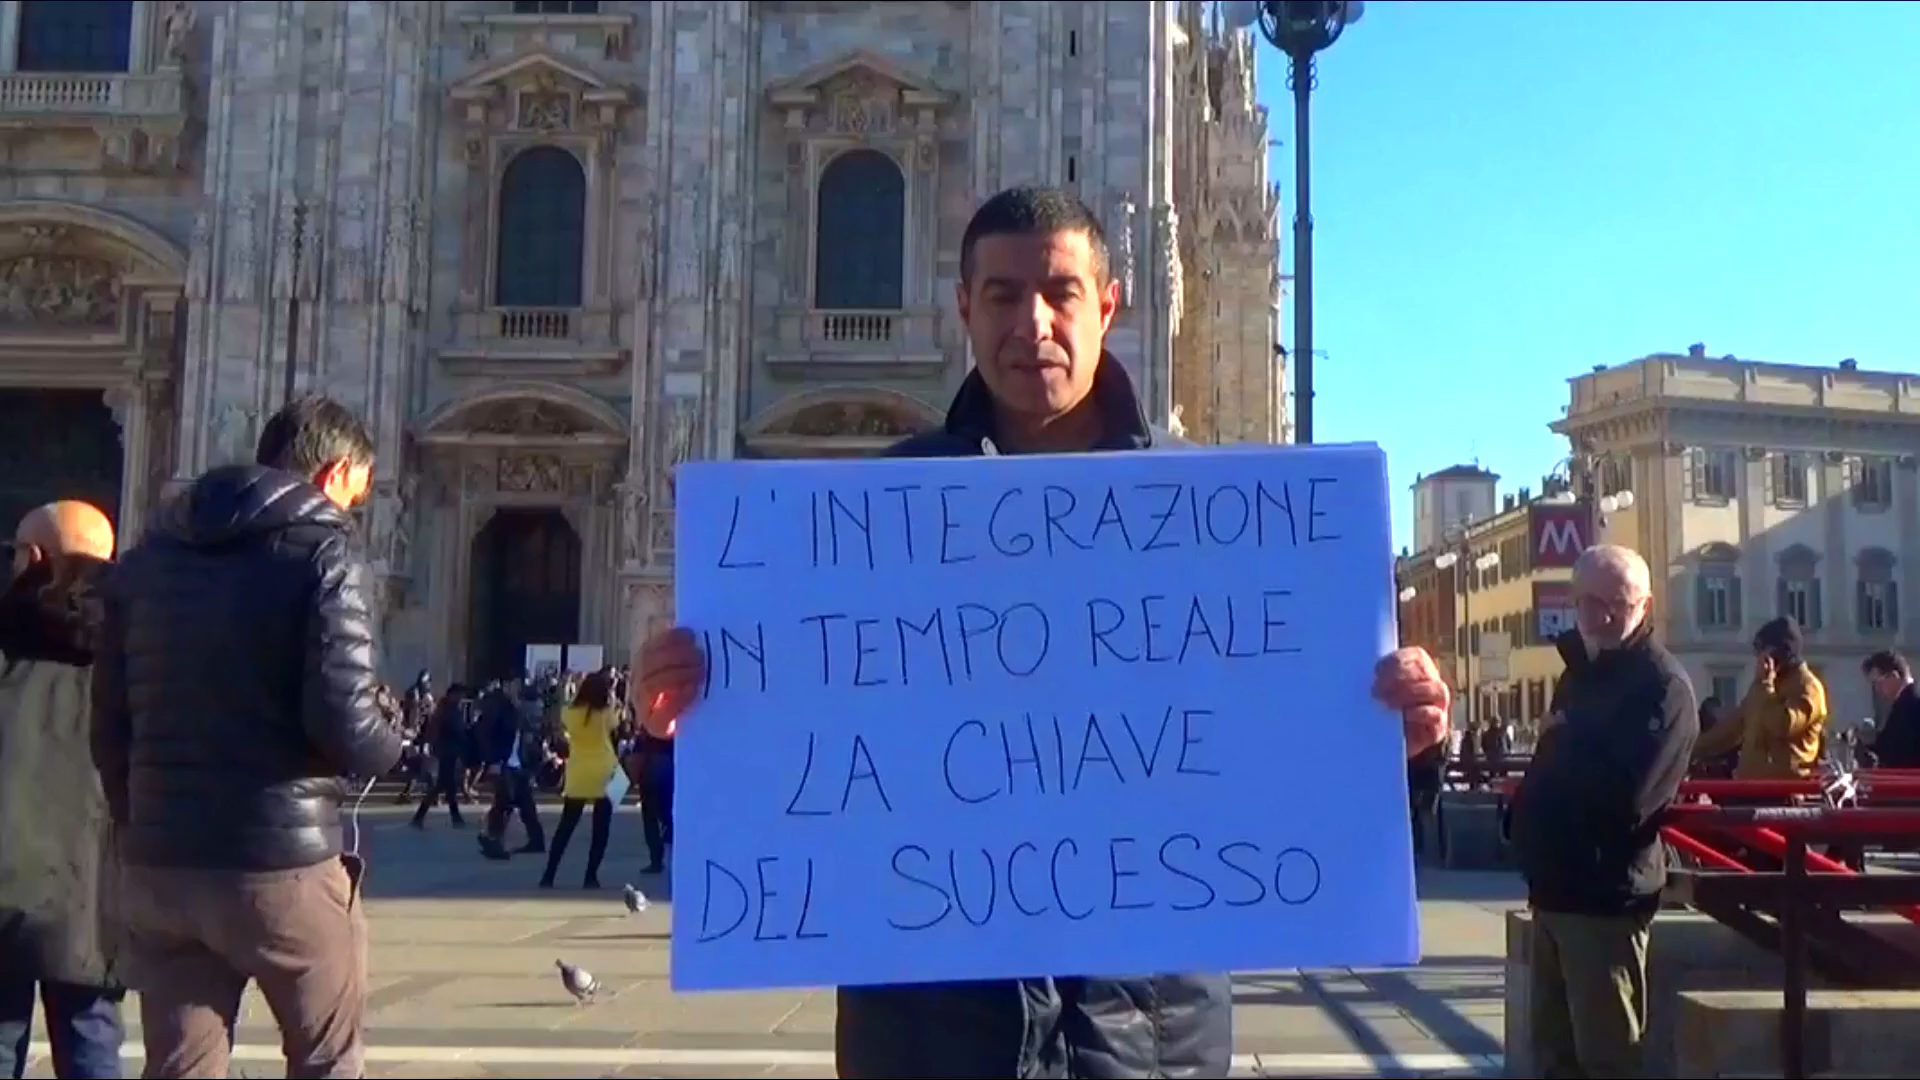 L'INTEGRAZIONE
IN TEMPO REALE
LA CHIAVE
DEL SUCCESSO
M